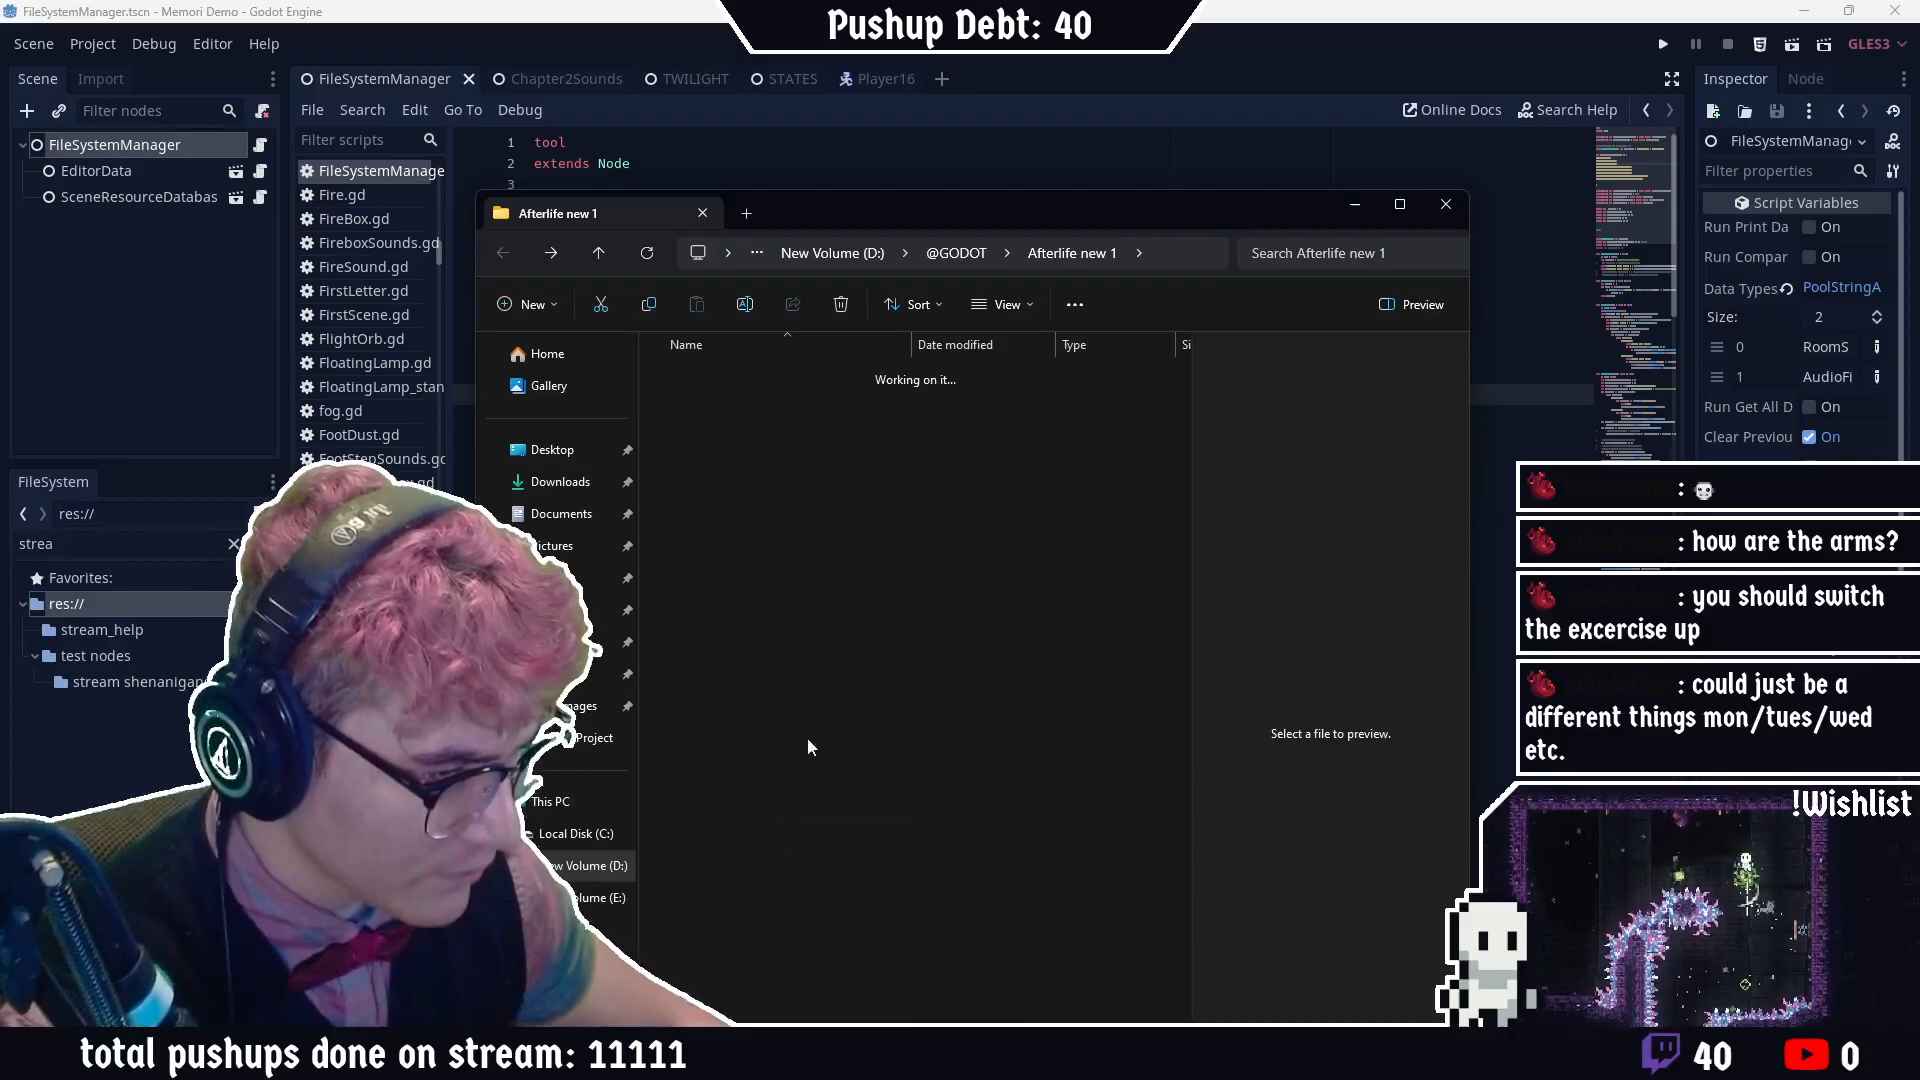 FileSystemManager.tscn - Memori Demo - Godot Engine
Pushup Debt: 40
Scene Project Debug Editor Help
GLES3
Scene Import
FileSystemManager
Chapter2Sounds
TWILIGHT
STATES
Player16
Inspector Node
Filter nodes
File Search Edit Go To Debug
Online Docs
Search Help
Filter scripts
FileSystemManager
EditorData
SceneResourceDatabas
FileSystemManage
Fire.gd
FireBox.gd
FireboxSounds.gd
FireSound.gd
FirstLetter.gd
FirstScene.gd
FlightOrb.gd
FloatingLamp.gd
FloatingLamp_stan
fog.gd
FootDust.gd
FootStepSounds.gd
1 tool
2 extends Node
3
FileSystemManag
Filter properties
Script Variables
Run Print Da On
Run Compar On
Data Types PoolStringA
Size: 2
0 RoomS
1 AudioFi
Run Get All D On
Clear Previou On
Afterlife new 1
New Volume (D:) @GODOT Afterlife new 1
Search Afterlife new 1
New
Sort
View
Preview
Name Date modified Type Si
Working on it...
Home
Gallery
Desktop
Downloads
Documents
ictures
mages
Project
This PC
Local Disk (C:)
ew Volume (D:)
olume (E:)
Select a file to preview.
FileSystem
res://
strea
Favorites:
res://
stream_help
test nodes
stream shenanigan
:
: how are the arms?
: you should switch
the excercise up
: could just be a
different things mon/tues/wed
etc.
!Wishlist
total pushups done on stream: 11111
40
0